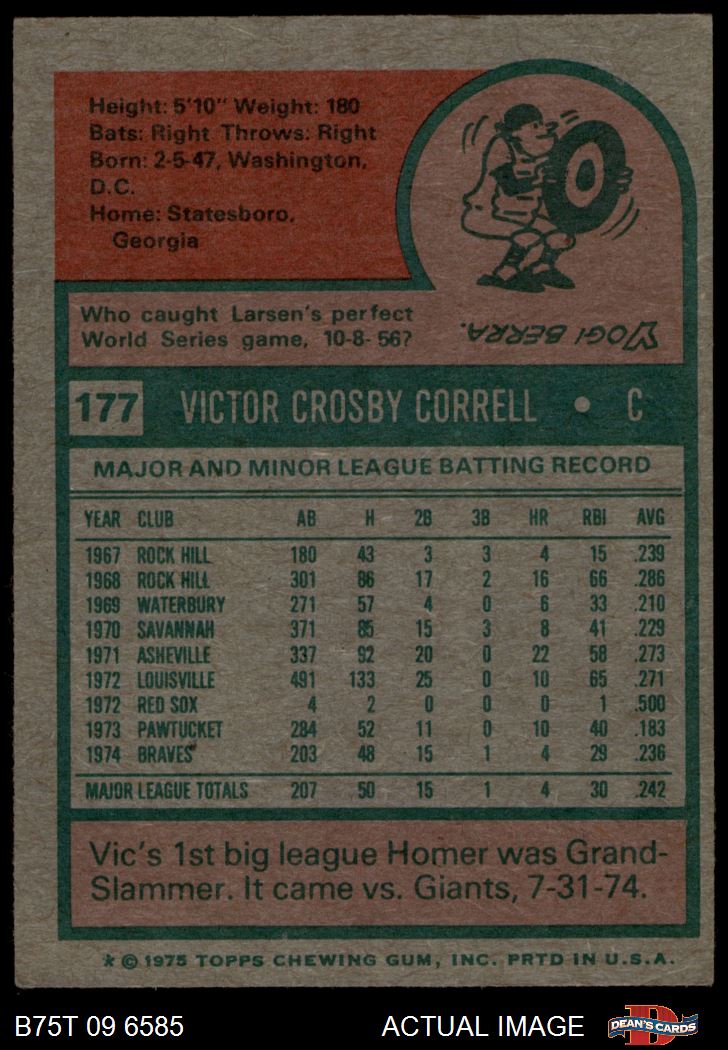 Height: 5'10" Weight: 180
Bats: Right Throws: Right
Born: 2-5-47, Washington,
D.C.
Home: Statesboro,
Georgia
O
Who caught Larsen's perfect
World Series game, 10-8-56?
YOGI BERRA.
177 VICTOR CROSBY CORRELL • C
MAJOR AND MINOR LEAGUE BATTING RECORD
YEAR CLUB AB H 2B 3B HR RBI AVG
1967 ROCK HILL 180 43 3 3 4 15 .239
1968 ROCK HILL 301 86 17 2 16 66 .286
1969 WATERBURY 271 57 4 0 6 33 .210
1970 SAVANNAH 371 85 15 3 8 41 .229
1971 ASHEVILLE 337 92 20 0 22 58 .273
1972 LOUISVILLE 491 133 25 0 10 65 .271
1972 RED SOX 4 2 0 0 0 1 .500
1973 PAWTUCKET 284 52 11 0 10 40 .183
1974 BRAVES 203 48 15 1 4 29 .236
MAJOR LEAGUE TOTALS 207 50 15 1 4 30 .242
Vic's 1st big league Homer was Grand-
Slammer. It came vs. Giants, 7-31-74.
* © 1975 TOPPS CHEWING GUM, INC. PRTD IN U.S.A.
B75T 09 6585 ACTUAL IMAGE D DEAN'S CARDS